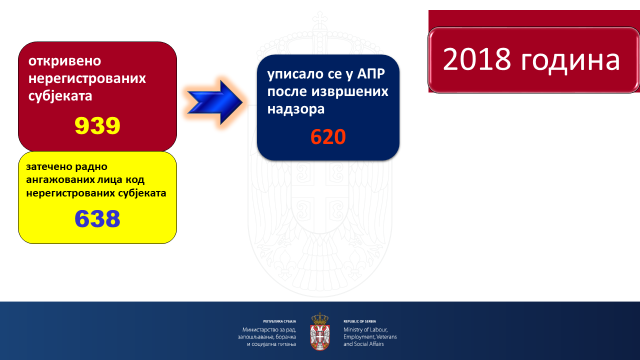 2018 година
откривено
нерегистрованих
субјеката
939
уписало се у АПР
после извршених
надзора
620
затечено радно
ангажованих лица код
нерегистрованих субјеката
638
РЕПУБЛИКА СРБИЈА
Министарство за рад,
запошљавање, борачка
и социјална питања
REPUBLIC OF SERBIA
Ministry of Labour,
Employment, Veterans
and Social Affairs